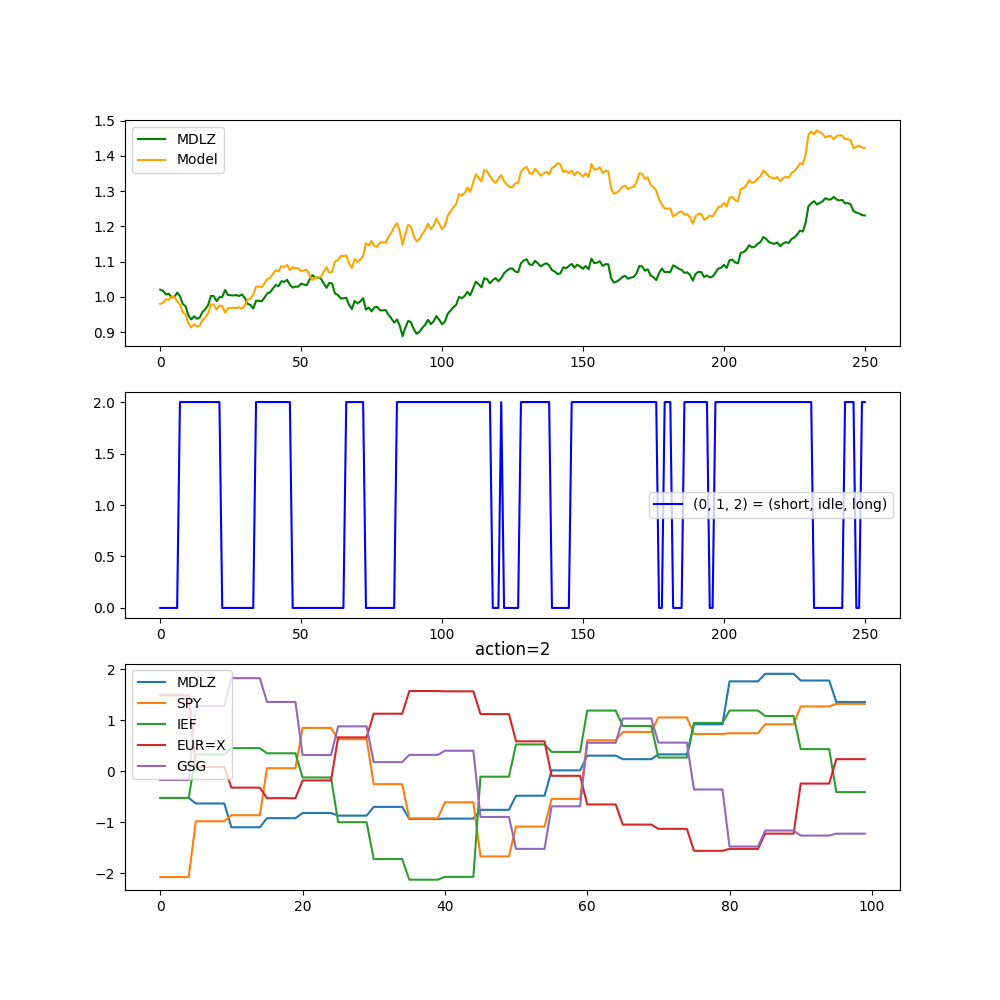 1.5
1.4
1.3
1.2
1.1
1.0
0.9
MDLZ
Model
0 50 100 150 200 250
2.0
1.5
1.0
0.5
0.0
(0, 1, 2) = (short, idle, long)
0 50 100 150 200 250
action=2
2
1
0
−1
−2
MDLZ
SPY
IEF
EUR=X
GSG
0 20 40 60 80 100